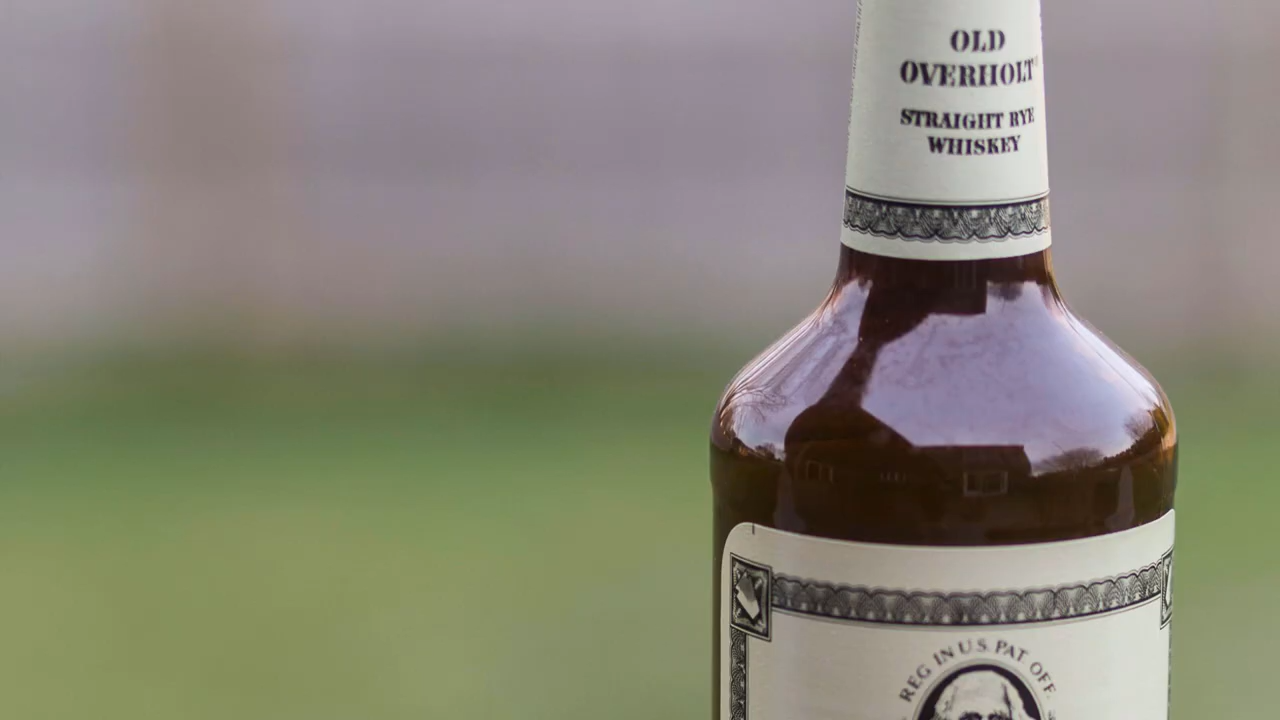 OLD
OVERHOLT
STRAIGHT RYE
WHISKEY
REG IN U.S. PAT OFF.